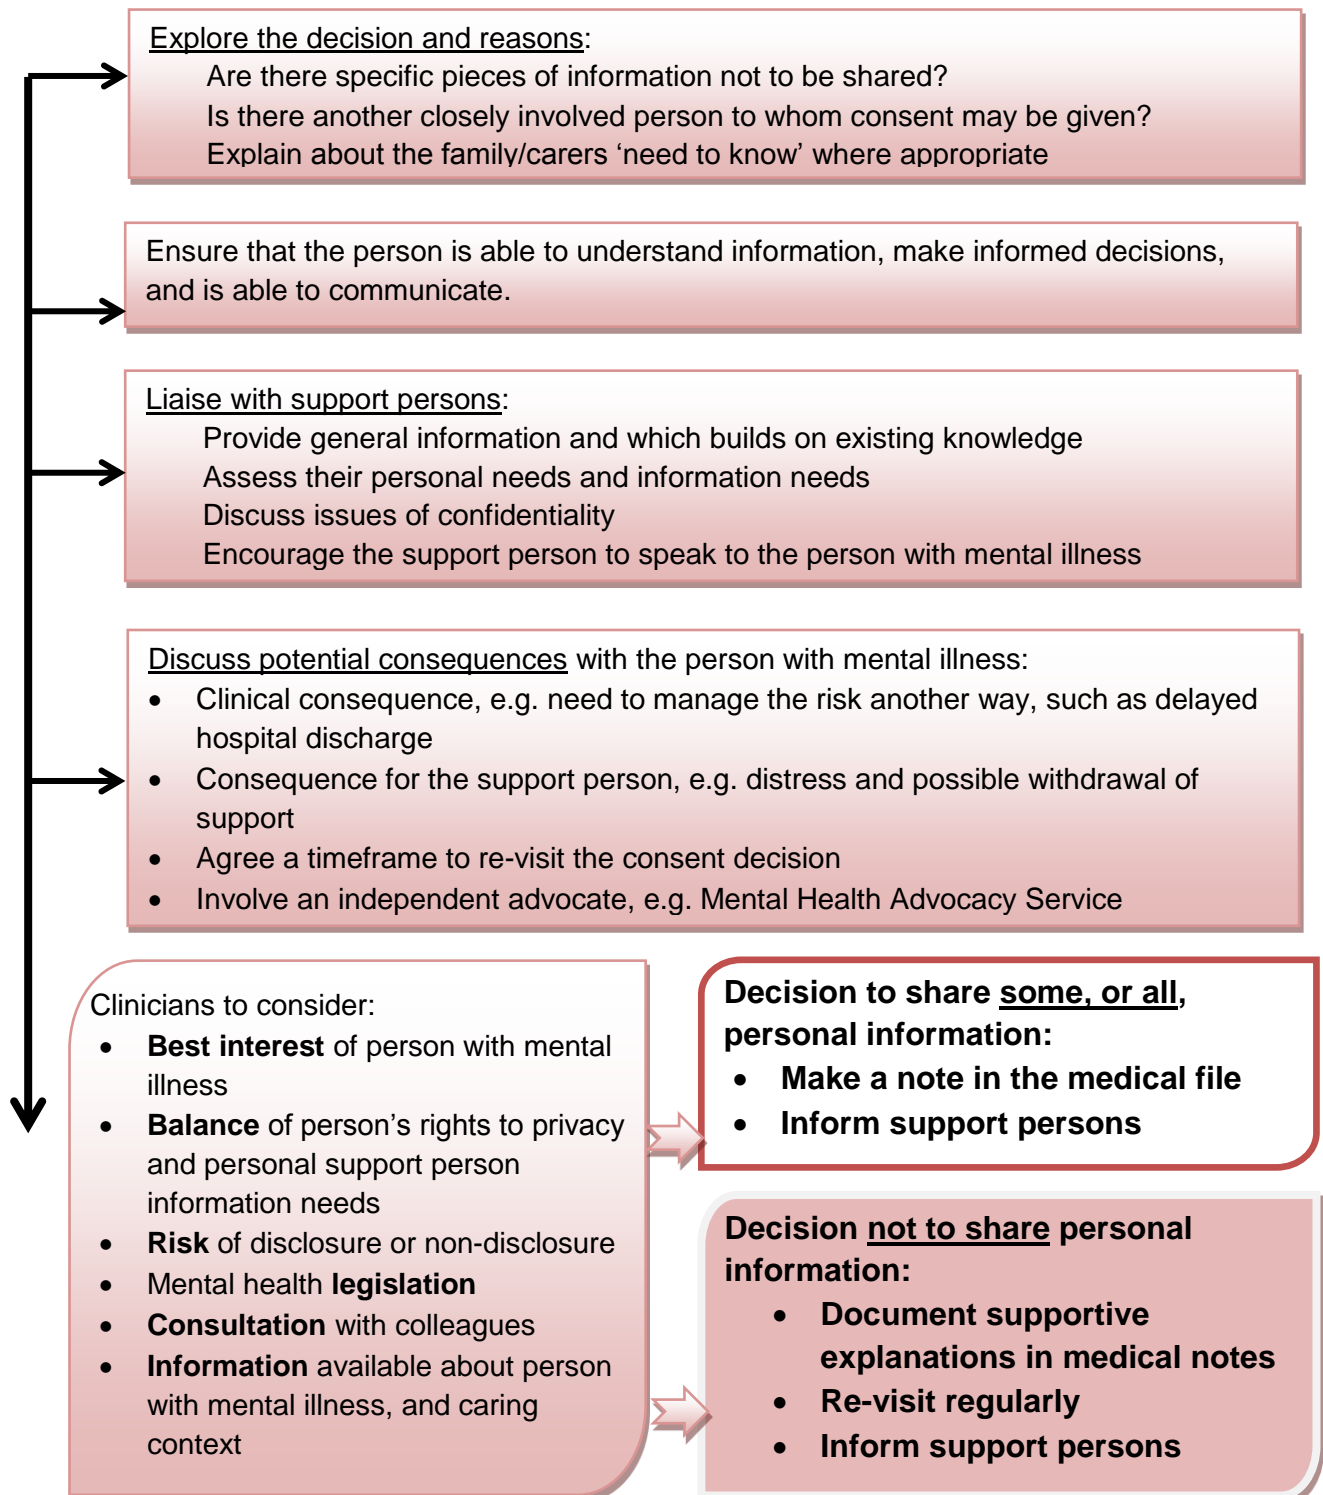 Explore the decision and reasons:
Are there specific pieces of information not to be shared?
Is there another closely involved person to whom consent may be given?
Explain about the family/carers ‘need to know’ where appropriate
Ensure that the person is able to understand information, make informed decisions,
and is able to communicate.
Liaise with support persons:
Provide general information and which builds on existing knowledge
Assess their personal needs and information needs
Discuss issues of confidentiality
Encourage the support person to speak to the person with mental illness
Discuss potential consequences with the person with mental illness:
• Clinical consequence, e.g. need to manage the risk another way, such as delayed
hospital discharge
• Consequence for the support person, e.g. distress and possible withdrawal of
support
• Agree a timeframe to re-visit the consent decision
• Involve an independent advocate, e.g. Mental Health Advocacy Service
Clinicians to consider:
• Best interest of person with mental
illness
• Balance of person’s rights to privacy
and personal support person
information needs
• Risk of disclosure or non-disclosure
• Mental health legislation
• Consultation with colleagues
• Information available about person
with mental illness, and caring
context
Decision to share some, or all,
personal information:
• Make a note in the medical file
• Inform support persons
Decision not to share personal
information:
• Document supportive
explanations in medical notes
• Re-visit regularly
• Inform support persons